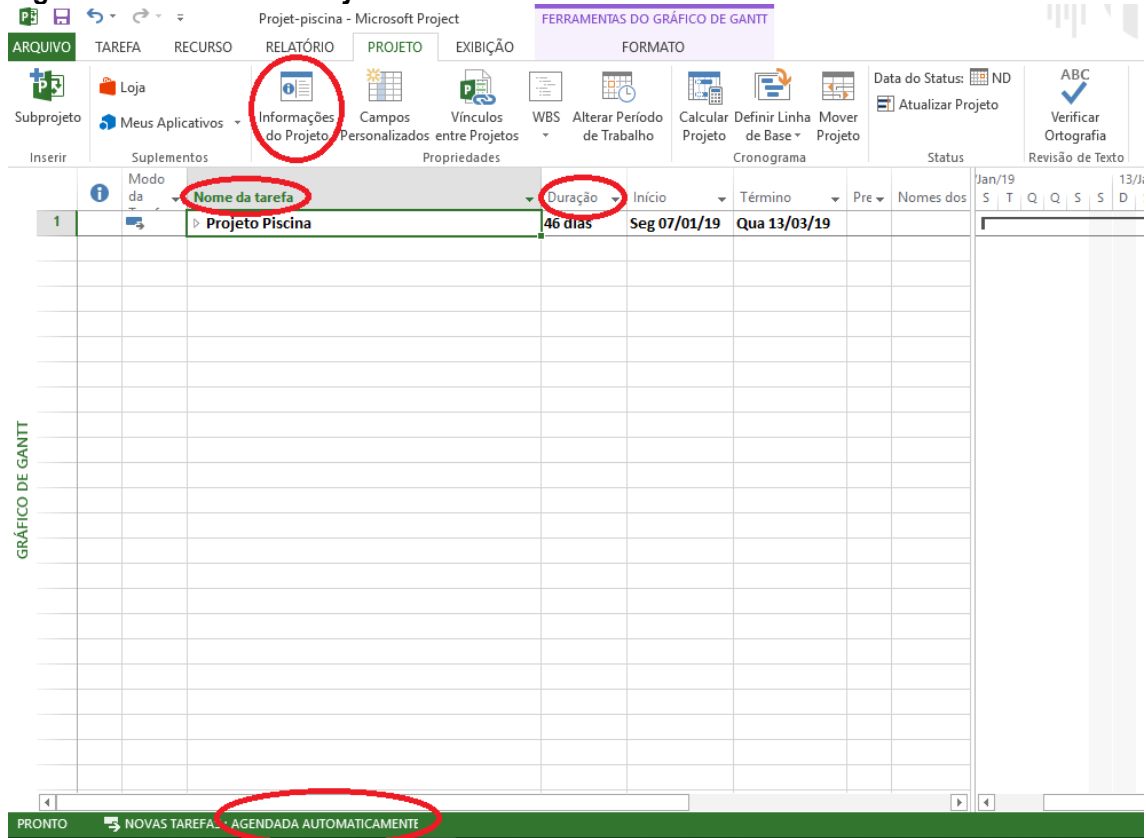 Projet-piscina - Microsoft Project
FERRAMENTAS DO GRÁFICO DE GANTT
ARQUIVO TAREFA RECURSO RELATÓRIO PROJETO EXIBIÇÃO FORMATO
Subprojeto
Loja
Meus Aplicativos
Informações do Projeto
Campos Personalizados
Vínculos entre Projetos
WBS
Alterar Período de Trabalho
Calcular Projeto
Definir Linha de Base
Mover Projeto
Data do Status: ND
Atualizar Projeto
ABC
Verificar Ortografia
Inserir Suplementos Propriedades Cronograma Status Revisão de Texto
Modo da
Nome da tarefa Duração Início Término Pre Nomes dos
Jan/19
S T Q Q S S D
1 Projeto Piscina 46 dias Seg 07/01/19 Qua 13/03/19
GRÁFICO DE GANTT
PRONTO NOVAS TAREFAS : AGENDADA AUTOMATICAMENTE